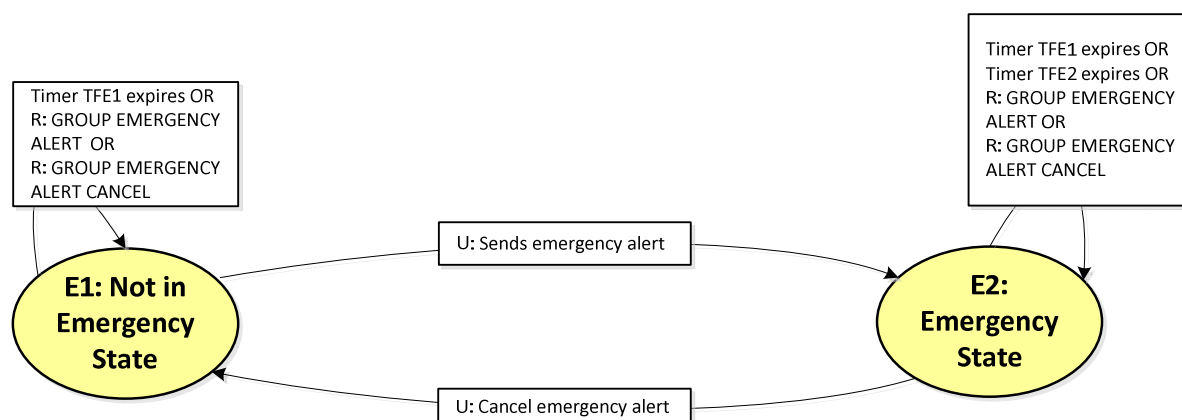 Timer TFE1 expires OR
R: GROUP EMERGENCY
ALERT OR
R: GROUP EMERGENCY
ALERT CANCEL
Timer TFE1 expires OR
Timer TFE2 expires OR
R: GROUP EMERGENCY
ALERT OR
R: GROUP EMERGENCY
ALERT CANCEL
U: Sends emergency alert
E1: Not in
Emergency
State
E2:
Emergency
State
U: Cancel emergency alert